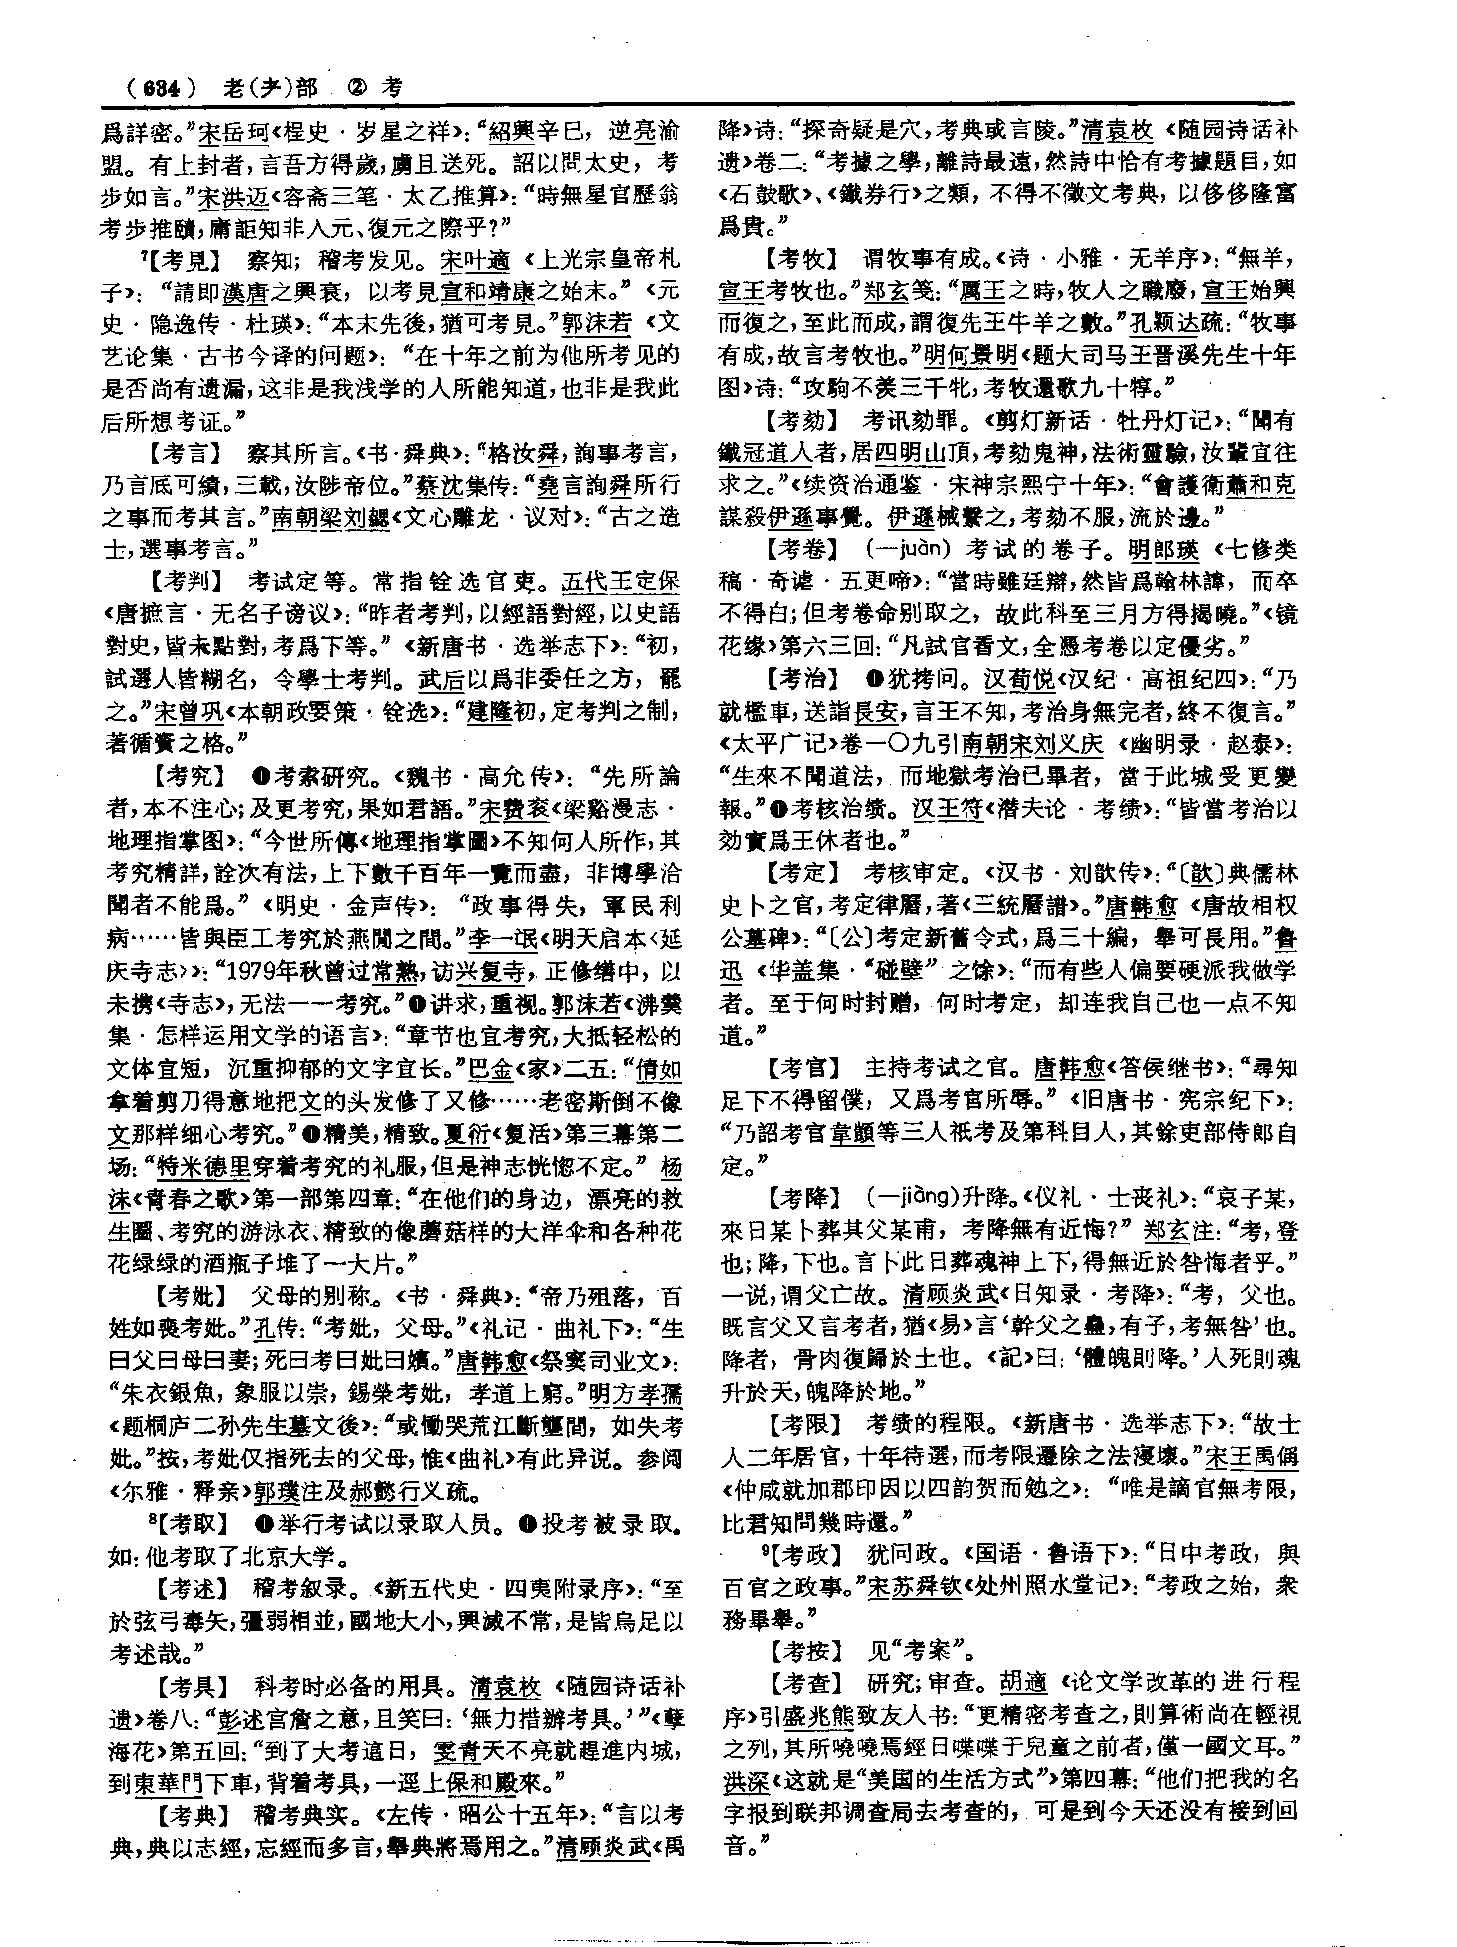 （634） 老(耂)部 ② 考
爲詳密。”宋岳珂《桯史·岁星之祥》：“紹興辛巳，逆亮渝
盟。有上封者，言吾方得歲，虜且送死。詔以問太史，考
步如言。”宋洪迈《容斋三笔·太乙推算》：“時無星官歷翁
考步推賾，庸詎知非入元、復元之際乎？”
⁷【考見】 察知；稽考发见。宋叶適《上光宗皇帝札
子》：“請即漢唐之興衰，以考見宣和靖康之始末。”《元
史·隐逸传·杜瑛》：“本末先後，猶可考見。”郭沫若《文
艺论集·古书今译的问题》：“在十年之前为他所考见的
是否尚有遗漏，这非是我浅学的人所能知道，也非是我此
后所想考证。”
【考言】 察其所言。《书·舜典》：“格汝舜，詢事考言，
乃言厎可績，三載，汝陟帝位。”蔡沈集传：“堯言詢舜所行
之事而考其言。”南朝梁刘勰《文心雕龙·议对》：“古之造
士，選事考言。”
【考判】 考试定等。常指铨选官吏。五代王定保
《唐摭言·无名子谤议》：“昨者考判，以經語對經，以史語
對史，皆未點對，考爲下等。”《新唐书·选举志下》：“初，
試選人皆糊名，令學士考判。武后以爲非委任之方，罷
之。”宋曾巩《本朝政要策·铨选》：“建隆初，定考判之制，
著循資之格。”
【考究】 ❶考索研究。《魏书·高允传》：“先所論
者，本不注心；及更考究，果如君語。”宋费衮《梁谿漫志·
地理指掌图》：“今世所傳《地理指掌圖》不知何人所作，其
考究精詳，詮次有法，上下數千百年一覽而盡，非博學洽
聞者不能爲。”《明史·金声传》：“政事得失，軍民利
病……皆與臣工考究於燕閒之間。”李一氓《明天启本〈延
庆寺志〉》：“1979年秋曾过常熟，访兴复寺，正修缮中，以
未携《寺志》，无法一一考究。”❶讲求，重视。郭沫若《沸羹
集·怎样运用文学的语言》：“章节也宜考究，大抵轻松的
文体宜短，沉重抑郁的文字宜长。”巴金《家》二五：“倩如
拿着剪刀得意地把文的头发修了又修……老密斯倒不像
文那样细心考究。”❶精美，精致。夏衍《复活》第三幕第二
场：“特米德里穿着考究的礼服，但是神志恍惚不定。”杨
沫《青春之歌》第一部第四章：“在他们的身边，漂亮的救
生圈、考究的游泳衣、精致的像蘑菇样的大洋伞和各种花
花绿绿的酒瓶子堆了一大片。”
【考妣】 父母的别称。《书·舜典》：“帝乃殂落，百
姓如喪考妣。”孔传：“考妣，父母。”《礼记·曲礼下》：“生
曰父曰母曰妻；死曰考曰妣曰嬪。”唐韩愈《祭窦司业文》：
“朱衣銀魚，象服以崇，錫榮考妣，孝道上窮。”明方孝孺
《题桐庐二孙先生墓文後》：“或慟哭荒江斷壟間，如失考
妣。”按，考妣仅指死去的父母，惟《曲礼》有此异说。参阅
《尔雅·释亲》郭璞注及郝懿行义疏。
⁸【考取】 ❶举行考试以录取人员。❶投考被录取。
如：他考取了北京大学。
【考述】 稽考叙录。《新五代史·四夷附录序》：“至
於弦弓毒矢，彊弱相並，國地大小，興滅不常，是皆烏足以
考述哉。”
【考具】 科考时必备的用具。清袁枚《随园诗话补
遗》卷八：“彭述官詹之意，且笑曰：‘無力措辦考具。’”《孽
海花》第五回：“到了大考這日，雯青天不亮就趕進内城，
到東華門下車，背着考具，一逕上保和殿來。”
【考典】 稽考典实。《左传·昭公十五年》：“言以考
典，典以志經，忘經而多言，舉典將焉用之。”清顾炎武《禹
降》诗：“探奇疑是穴，考典或言陵。”清袁枚《随园诗话补
遗》卷二：“考據之學，離詩最遠，然詩中恰有考據題目，如
《石鼓歌》、《鐵券行》之類，不得不徵文考典，以侈侈隆富
爲貴。”
【考牧】 谓牧事有成。《诗·小雅·无羊序》：“無羊，
宣王考牧也。”郑玄笺：“厲王之時，牧人之職廢，宣王始興
而復之，至此而成，謂復先王牛羊之數。”孔颖达疏：“牧事
有成，故言考牧也。”明何景明《题大司马王晋溪先生十年
图》诗：“攻駒不羨三千牝，考牧還歌九十犉。”
【考劾】 考讯劾罪。《剪灯新话·牡丹灯记》：“聞有
鐵冠道人者，居四明山頂，考劾鬼神，法術靈驗，汝輩宜往
求之。”《续资治通鉴·宋神宗熙宁十年》：“會護衛蕭和克
謀殺伊遜事覺。伊遜械繫之，考劾不服，流於邊。”
【考卷】 (—juàn) 考试的卷子。明郎瑛《七修类
稿·奇谑·五更啼》：“當時雖廷辯，然皆爲翰林諱，而卒
不得白；但考卷命别取之，故此科至三月方得揭曉。”《镜
花缘》第六三回：“凡試官看文，全憑考卷以定優劣。”
【考治】 ❶犹拷问。汉荀悦《汉纪·高祖纪四》：“乃
就檻車，送詣長安，言王不知，考治身無完者，終不復言。”
《太平广记》卷一〇九引南朝宋刘义庆《幽明录·赵泰》：
“生來不聞道法，而地獄考治已畢者，當于此城受更變
報。”❶考核治绩。汉王符《潜夫论·考绩》：“皆當考治以
効實爲王休者也。”
【考定】 考核审定。《汉书·刘歆传》：“〔歆〕典儒林
史卜之官，考定律曆，著《三統曆譜》。”唐韩愈《唐故相权
公墓碑》：“〔公〕考定新舊令式，爲三十編，舉可長用。”鲁
迅《华盖集·“碰壁”之馀》：“而有些人偏要硬派我做学
者。至于何时封赠，何时考定，却连我自己也一点不知
道。”
【考官】 主持考试之官。唐韩愈《答侯继书》：“尋知
足下不得留僕，又爲考官所辱。”《旧唐书·宪宗纪下》：
“乃詔考官韋顗等三人祇考及第科目人，其餘吏部侍郎自
定。”
【考降】 (—jiàng)升降。《仪礼·士丧礼》：“哀子某，
來日某卜葬其父某甫，考降無有近悔？”郑玄注：“考，登
也；降，下也。言卜此日葬魂神上下，得無近於咎悔者乎。”
一说，谓父亡故。清顾炎武《日知录·考降》：“考，父也。
既言父又言考者，猶《易》言‘幹父之蠱，有子，考無咎’也。
降者，骨肉復歸於土也。《記》曰：‘體魄則降。’人死則魂
升於天，魄降於地。”
【考限】 考绩的程限。《新唐书·选举志下》：“故士
人二年居官，十年待選，而考限遷除之法寖壞。”宋王禹偁
《仲咸就加郡印因以四韵贺而勉之》：“唯是謫官無考限，
比君知問幾時還。”
⁹【考政】 犹问政。《国语·鲁语下》：“日中考政，與
百官之政事。”宋苏舜钦《处州照水堂记》：“考政之始，衆
務畢舉。”
【考按】 见“考案”。
【考查】 研究；审查。胡適《论文学改革的进行程
序》引盛兆熊致友人书：“更精密考查之，則算術尚在輕視
之列，其所嘵嘵焉經日喋喋于兒童之前者，僅一國文耳。”
洪深《这就是“美国的生活方式”》第四幕：“他们把我的名
字报到联邦调查局去考查的，可是到今天还没有接到回
音。”